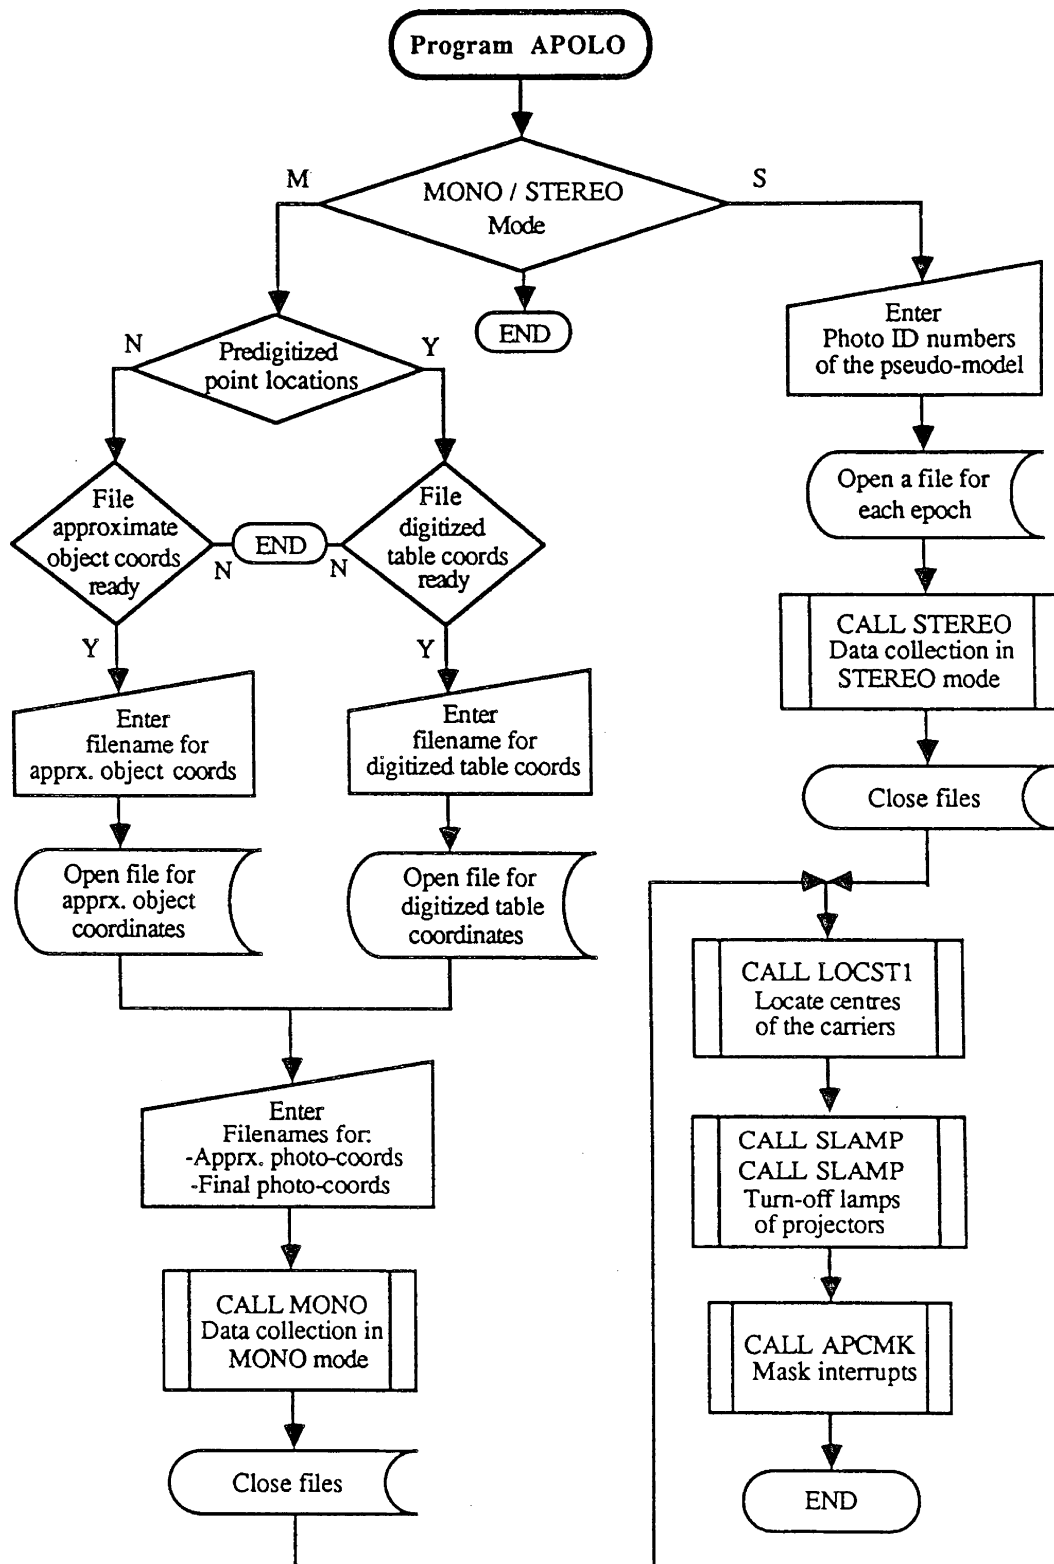 Program APOLO
M
S
MONO / STEREO
Mode
END
Enter
Photo ID numbers
of the pseudo-model
N
Y
Predigitized
point locations
Open a file for
each epoch
File
approximate
object coords
ready
END
N
N
File
digitized
table coords
ready
CALL STEREO
Data collection in
STEREO mode
Y
Y
Enter
filename for
apprx. object coords
Enter
filename for
digitized table coords
Close files
Open file for
apprx. object
coordinates
Open file for
digitized table
coordinates
CALL LOCST1
Locate centres
of the carriers
Enter
Filenames for:
-Apprx. photo-coords
-Final photo-coords
CALL SLAMP
CALL SLAMP
Turn-off lamps
of projectors
CALL MONO
Data collection in
MONO mode
CALL APCMK
Mask interrupts
Close files
END